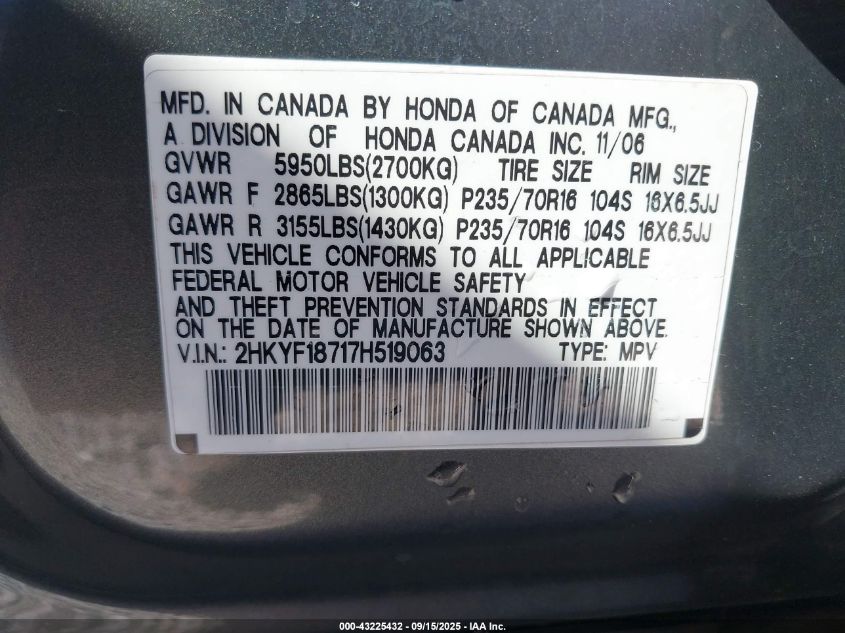 MFD. IN CANADA BY HONDA OF CANADA MFG.,
A DIVISION OF HONDA CANADA INC. 11/06
GVWR 5950LBS(2700KG) TIRE SIZE RIM SIZE
GAWR F 2865LBS(1300KG) P235/70R16 104S 16X6.5JJ
GAWR R 3155LBS(1430KG) P235/70R16 104S 16X6.5JJ
THIS VEHICLE CONFORMS TO ALL APPLICABLE
FEDERAL MOTOR VEHICLE SAFETY
AND THEFT PREVENTION STANDARDS IN EFFECT
ON THE DATE OF MANUFACTURE SHOWN ABOVE.
V.I.N.: 2HKYF18717H519063 TYPE: MPV
000-43225432 - 09/15/2025 - IAA Inc.